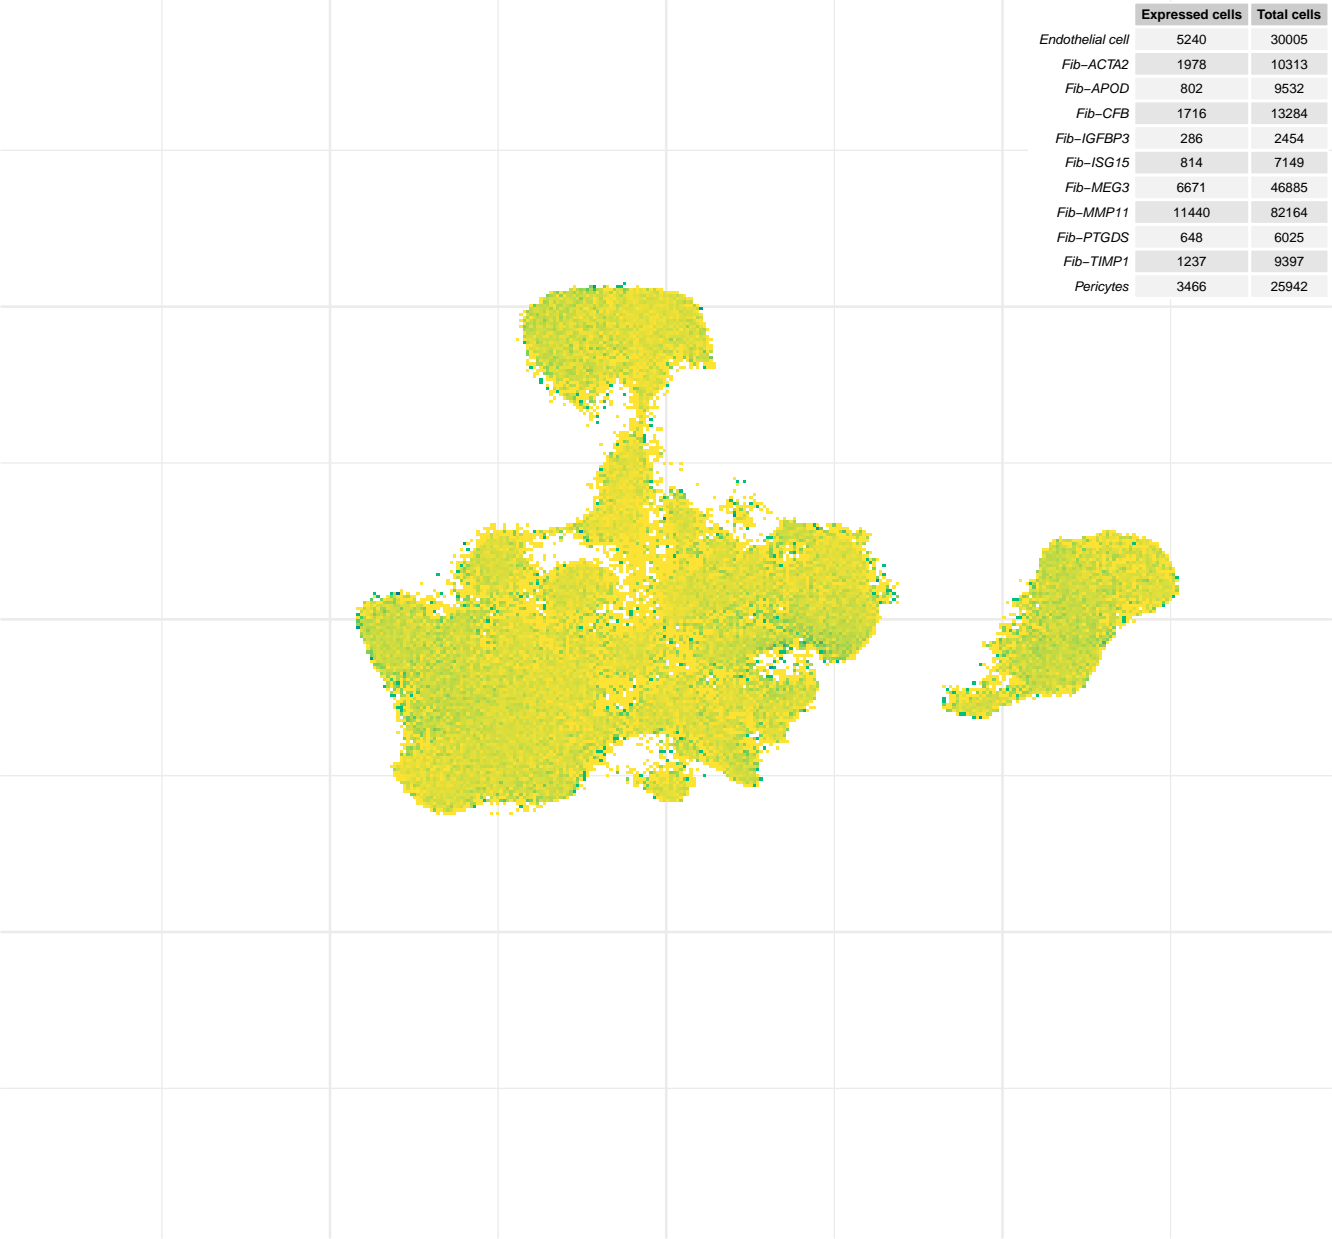 Expressed cells Total cells
Endothelial cell 5240 30005
Fib−ACTA2 1978 10313
Fib−APOD 802 9532
Fib−CFB 1716 13284
Fib−IGFBP3 286 2454
Fib−ISG15 814 7149
Fib−MEG3 6671 46885
Fib−MMP11 11440 82164
Fib−PTGDS 648 6025
Fib−TIMP1 1237 9397
Pericytes 3466 25942